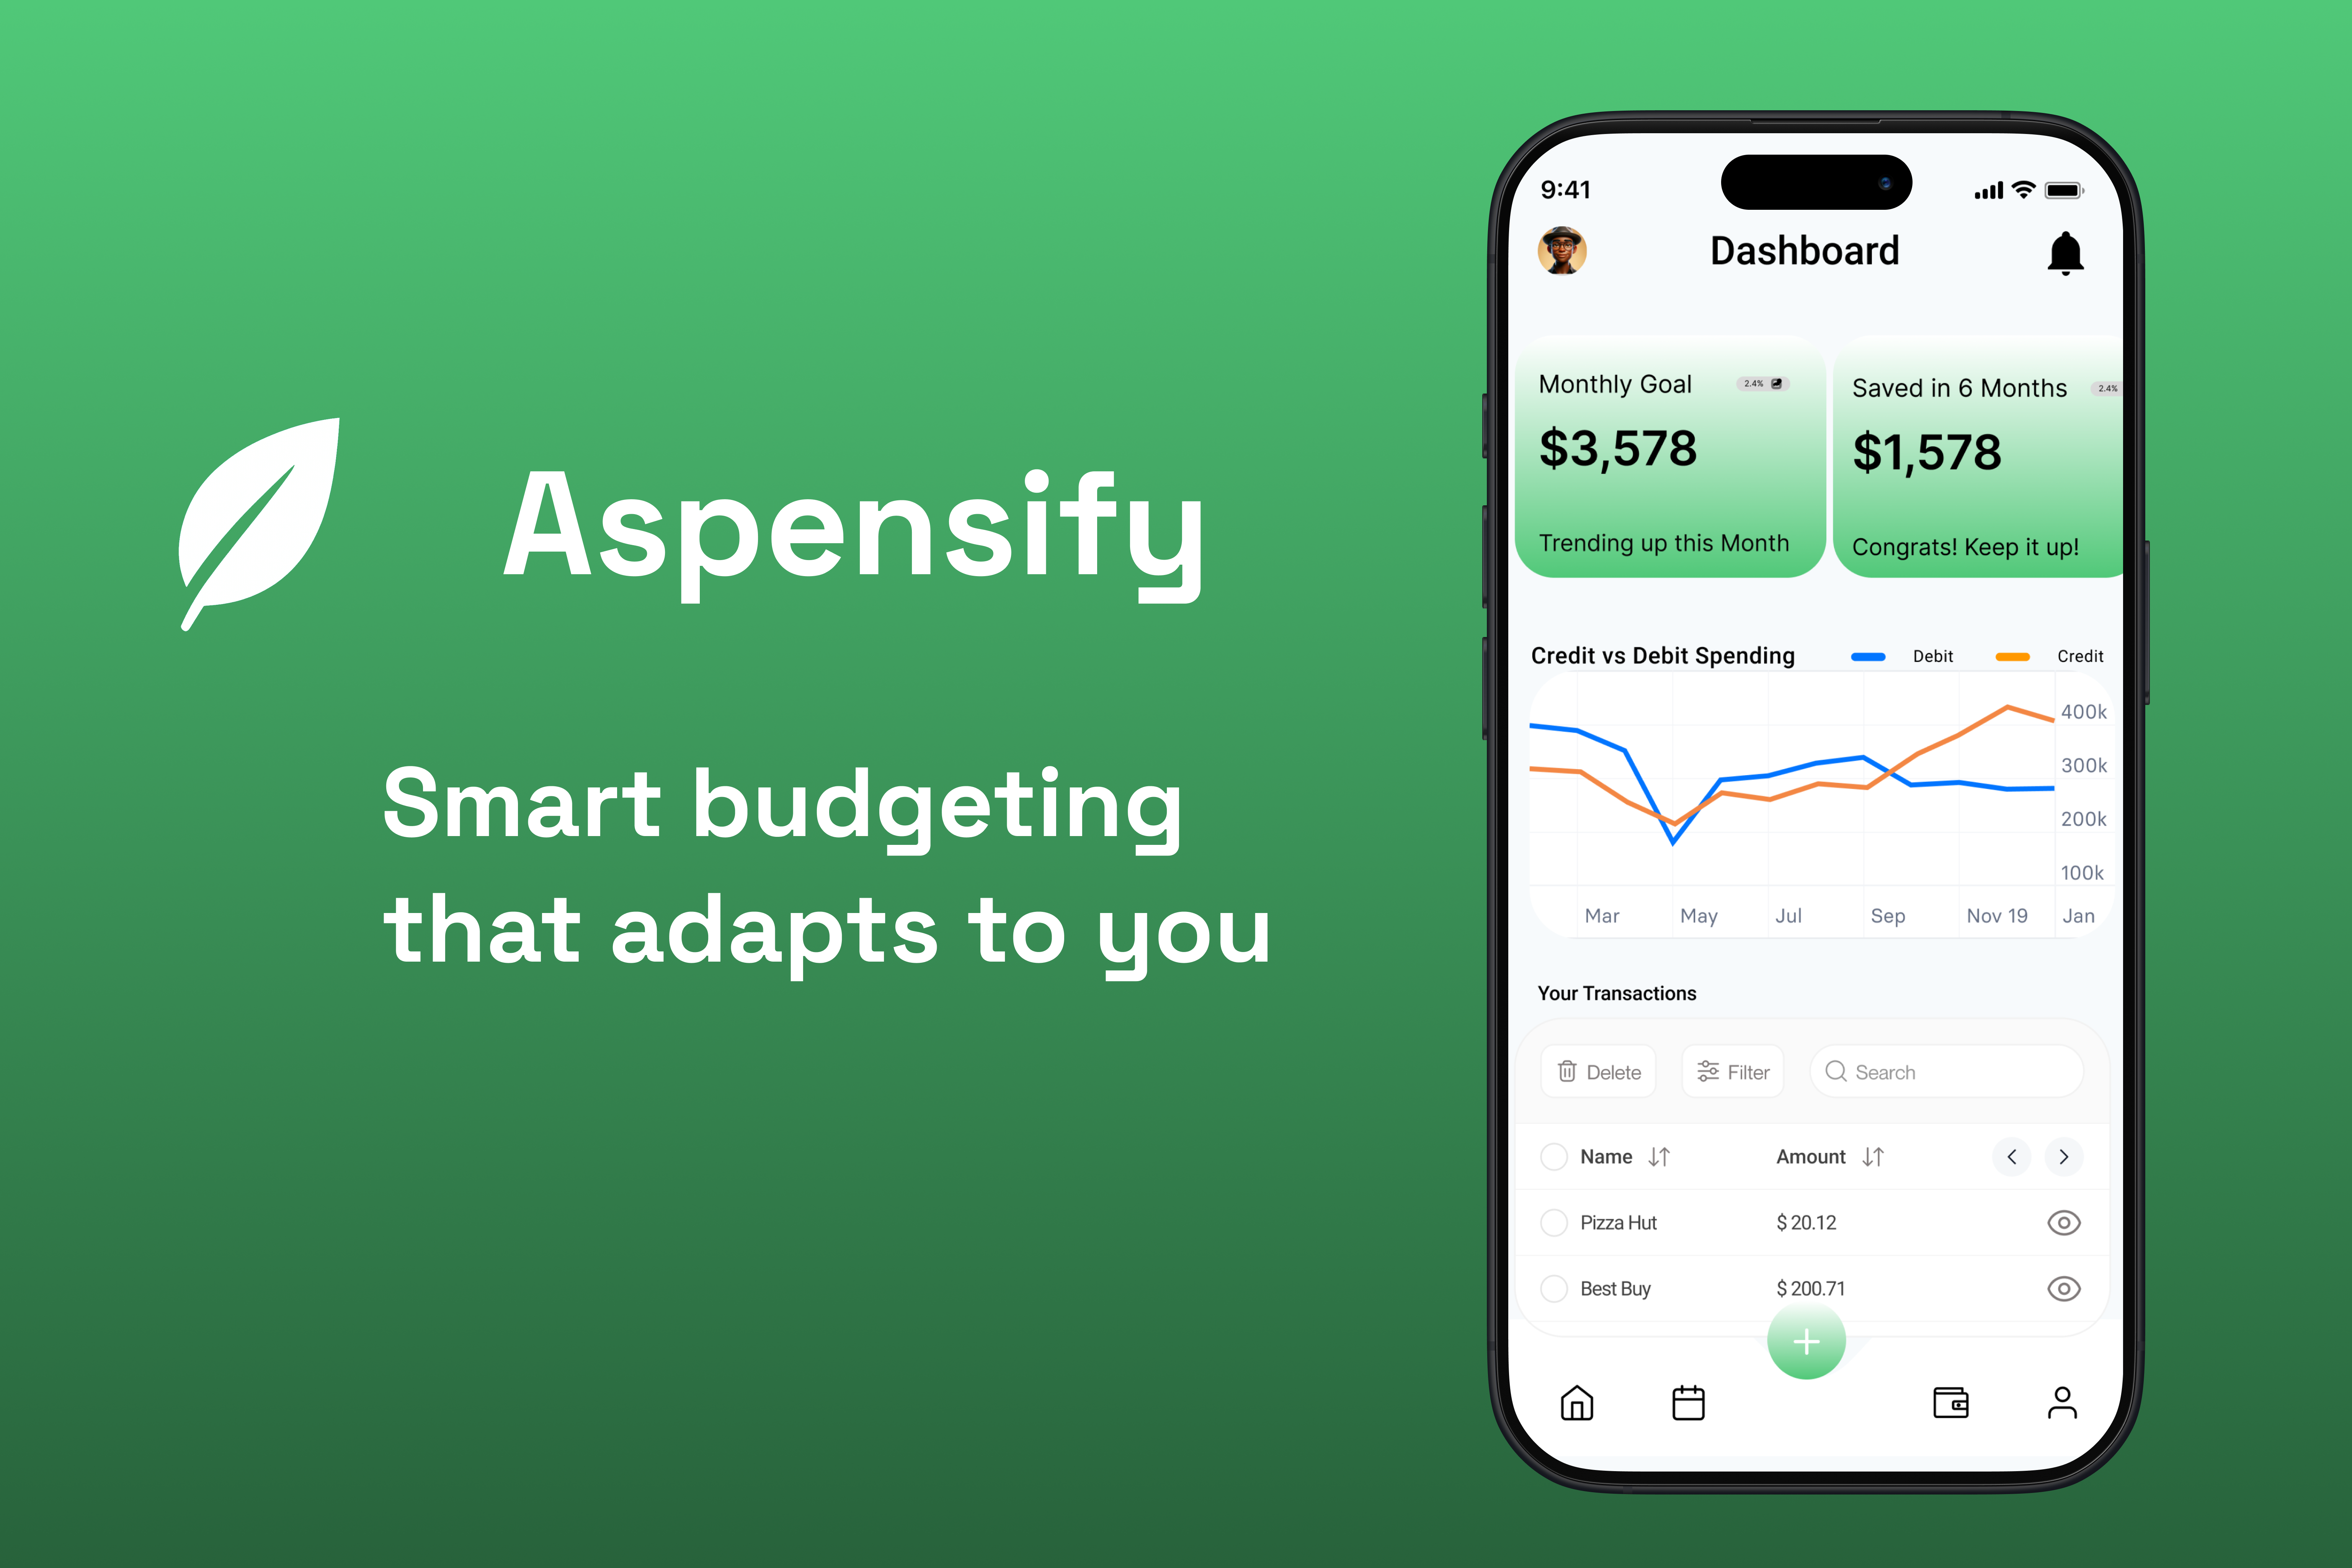 Aspensify
Smart budgeting
that adapts to you
9:41
Dashboard
Monthly Goal 2.4%
$3,578
Trending up this Month
Saved in 6 Months 2.4%
$1,578
Congrats! Keep it up!
Credit vs Debit Spending Debit Credit
400k
300k
200k
100k
Mar May Jul Sep Nov 19 Jan
Your Transactions
Delete Filter Search
Name Amount
Pizza Hut $ 20.12
Best Buy $ 200.71